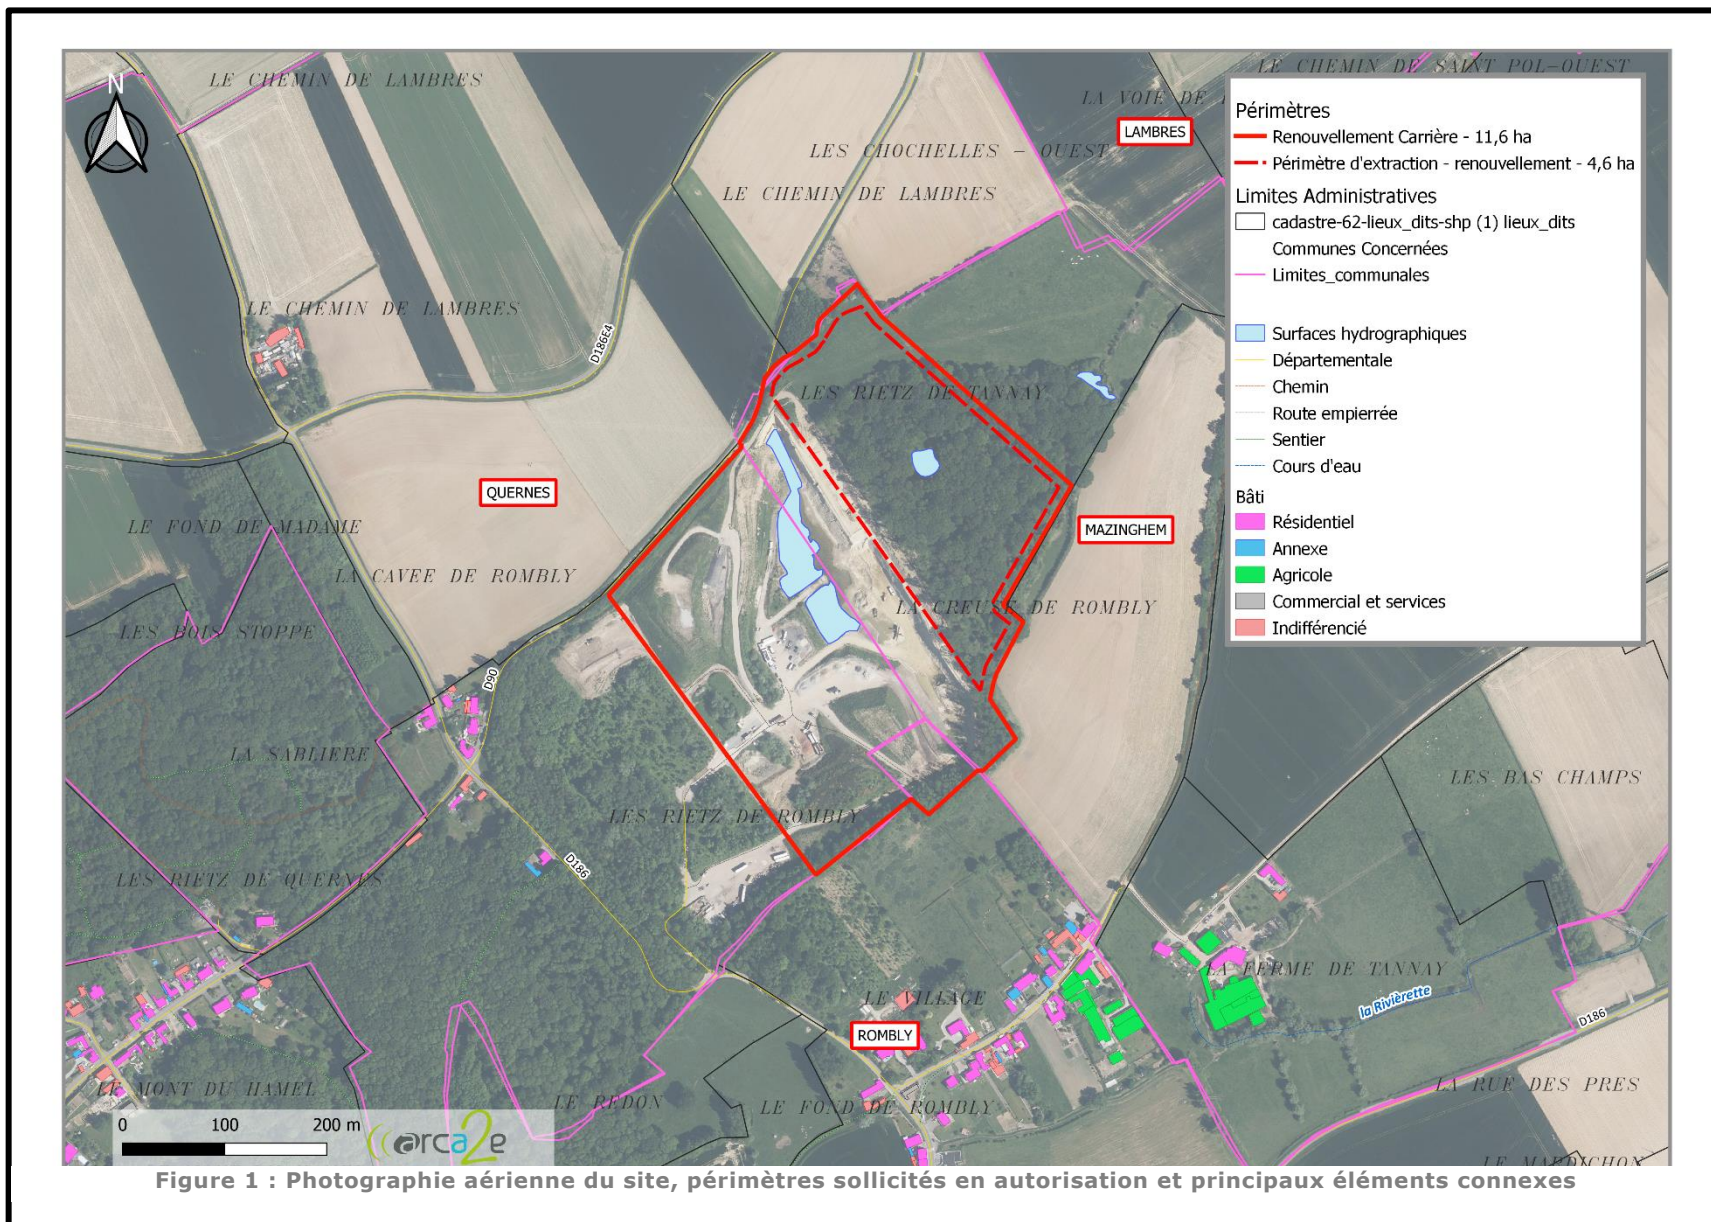 N
LE CHEMIN DE LAMBRES
LE CHEMIN DE SAINT POL-OUEST
LA VOIE DE
LAMBRES
LES CHOCHELLES - OUEST
LE CHEMIN DE LAMBRES
Périmètres
Renouvellement Carrière - 11,6 ha
Périmètre d'extraction - renouvellement - 4,6 ha
Limites Administratives
cadastre-62-lieux_dits-shp (1) lieux_dits
Communes Concernées
Limites_communales
Surfaces hydrographiques
Départementale
Chemin
Route empierrée
Sentier
Cours d'eau
Bâti
Résidentiel
Annexe
Agricole
Commercial et services
Indifférencié
LE CHEMIN DE LAMBRES
D186E4
LES RIETZ DE TANNAY
QUERNES
MAZINGHEM
LE FOND DE MADAME
LA CAVEE DE ROMBLY
LA CREUSE DE ROMBLY
LES BOIS STOPPE
D90
LA SABLIERE
LES BAS CHAMPS
LES RIETZ DE ROMBLY
D186
LES RIETZ DE QUERNES
LA FERME DE TANNAY
LE VILLAGE
la Rivièrette
D186
ROMBLY
LE MONT DU HAMEL
LE REDON
LE FOND DE ROMBLY
LA RUE DES PRES
0 100 200 m
arca2e
LE MARDICHON
Figure 1 : Photographie aérienne du site, périmètres sollicités en autorisation et principaux éléments connexes